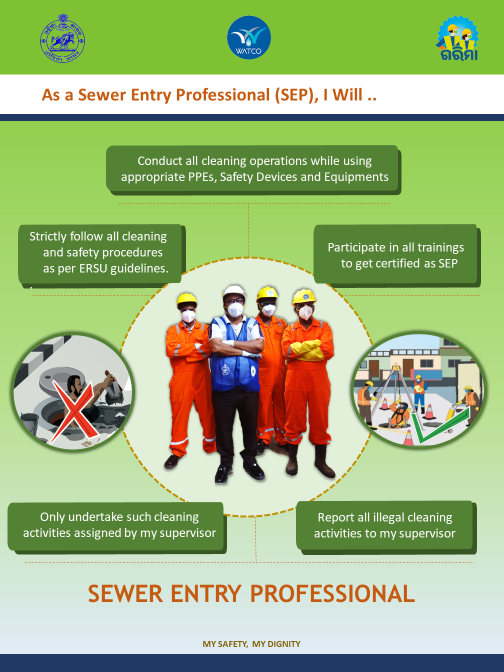 WATCO
ଗରିମା
As a Sewer Entry Professional (SEP), I Will ..
Conduct all cleaning operations while using
appropriate PPEs, Safety Devices and Equipments
Strictly follow all cleaning
and safety procedures
as per ERSU guidelines.
.
Participate in all trainings
to get certified as SEP
Only undertake such cleaning
activities assigned by my supervisor
Report all illegal cleaning
activities to my supervisor
SEWER ENTRY PROFESSIONAL
MY SAFETY, MY DIGNITY